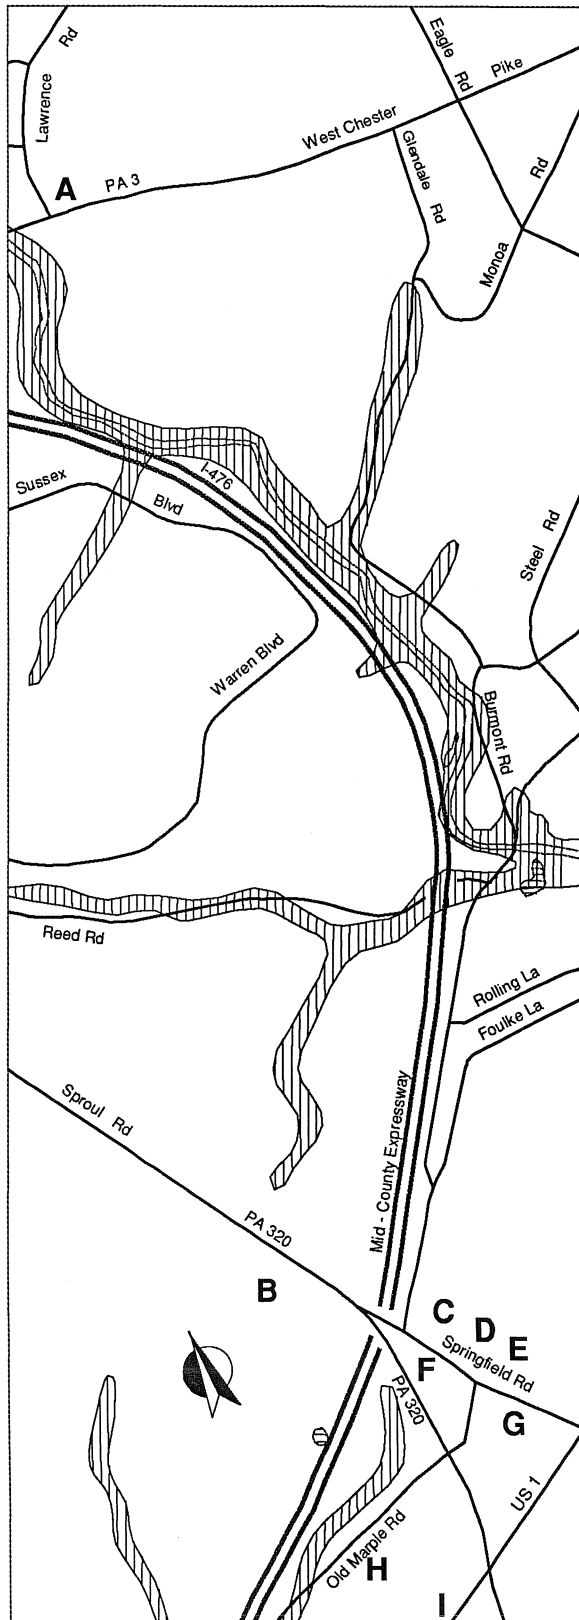 Rd
Lawrence
Eagle Rd
Pike
West Chester
PA 3
A
Glendale Rd
Rd
Monoa
I-476
Sussex
Blvd
Steel Rd
Warren Blvd
Burmont Rd
Reed Rd
Rolling La
Foulke La
Sproul Rd
Mid - County Expressway
PA 320
B
C
D
E
Springfield Rd
F
PA 320
G
US 1
Old Marple Rd
H
I